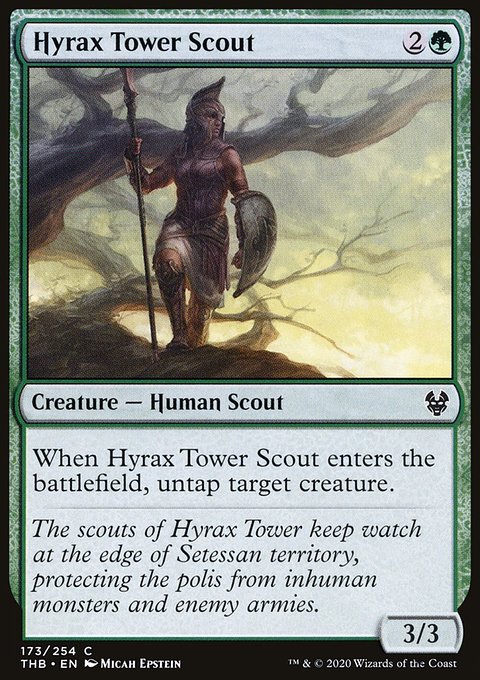 Hyrax Tower Scout 2
Creature — Human Scout
When Hyrax Tower Scout enters the
battlefield, untap target creature.
The scouts of Hyrax Tower keep watch
at the edge of Setessan territory,
protecting the polis from inhuman
monsters and enemy armies.
3/3
173/254 C
THB • EN Micah Epstein
™ & © 2020 Wizards of the Coast